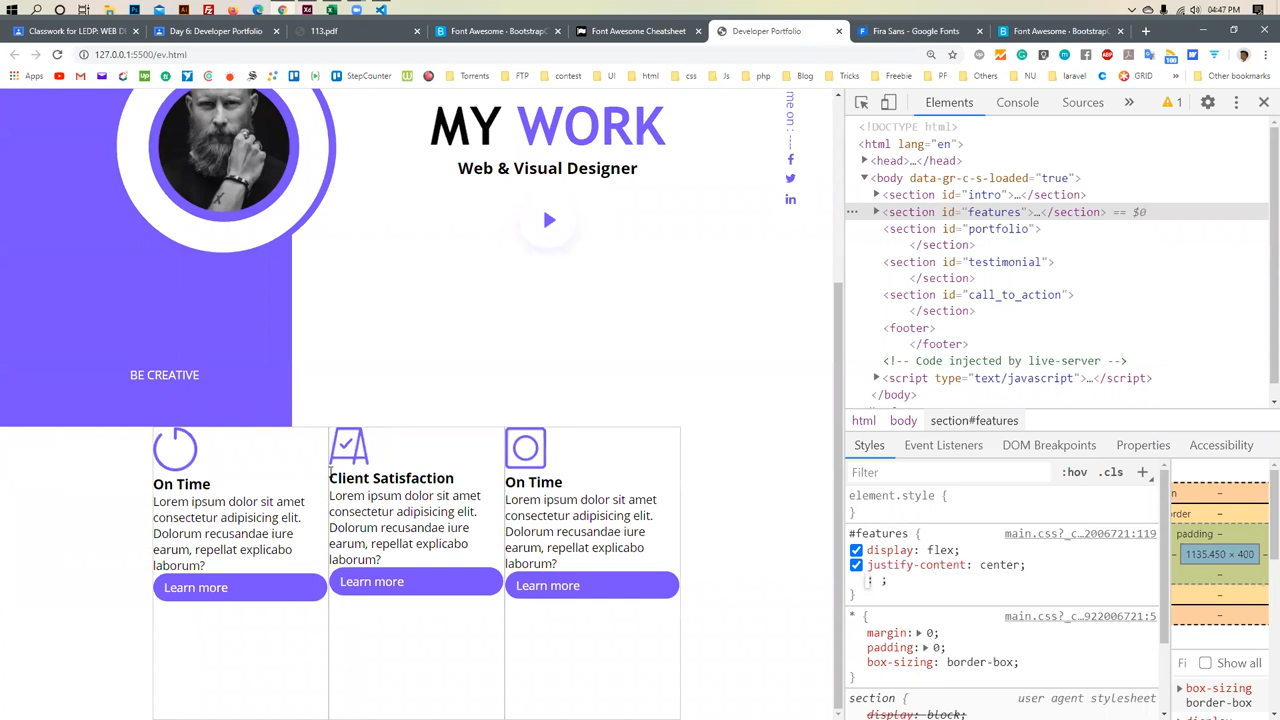 04:47 PM
Classwork for LEDP: WEB DI
Day 6: Developer Portfolio
113.pdf
Font Awesome · BootstrapC
Font Awesome Cheatsheet
Developer Portfolio
Fira Sans - Google Fonts
Font Awesome · BootstrapC
127.0.0.1:5500/ev.html
Apps
StepCounter
Torrents
FTP
contest
UI
html
css
Js
php
Blog
Tricks
Freebie
PF
Others
NU
laravel
GRID
Other bookmarks
me on : ----
MY WORK
Web & Visual Designer
BE CREATIVE
On Time
Lorem ipsum dolor sit amet
consectetur adipisicing elit.
Dolorum recusandae iure
earum, repellat explicabo
laborum?
Learn more
Client Satisfaction
Lorem ipsum dolor sit amet
consectetur adipisicing elit.
Dolorum recusandae iure
earum, repellat explicabo
laborum?
Learn more
On Time
Lorem ipsum dolor sit amet
consectetur adipisicing elit.
Dolorum recusandae iure
earum, repellat explicabo
laborum?
Learn more
Elements
Console
Sources
1
<!DOCTYPE html>
<html lang="en">
<head>…</head>
<body data-gr-c-s-loaded="true">
<section id="intro">…</section>
<section id="features">…</section> == $0
<section id="portfolio">
</section>
<section id="testimonial">
</section>
<section id="call_to_action">
</section>
<footer>
</footer>
<!-- Code injected by live-server -->
<script type="text/javascript">…</script>
</body>
html body section#features
Styles
Event Listeners
DOM Breakpoints
Properties
Accessibility
Filter
:hov .cls
element.style {
}
#features { main.css?_c…2006721:119
display: flex;
justify-content: center;
: ;
}
* { main.css?_c…922006721:5
margin: 0;
padding: 0;
box-sizing: border-box;
}
section { user agent stylesheet
display: block;
padding
1135.450 × 400
Show all
box-sizing
border-box